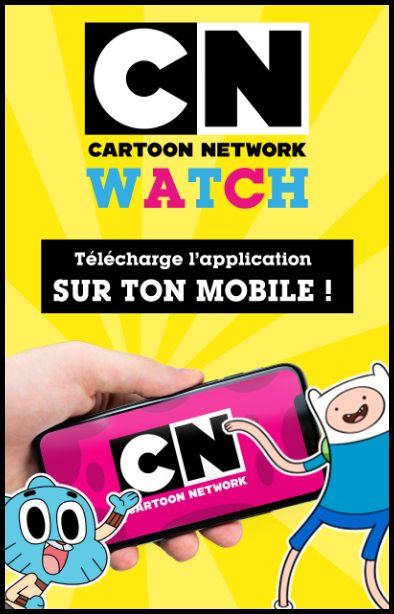 CN
CARTOON NETWORK
WATCH
Télécharge l'application
SUR TON MOBILE !
CN
CARTOON NETWORK